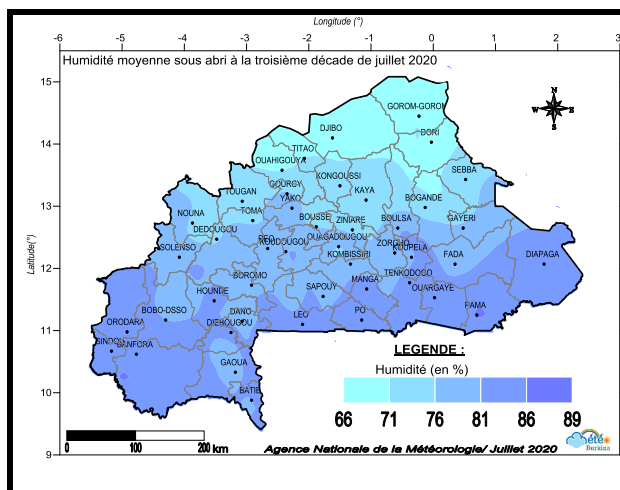 Longitude (°)
-6 -5 -4 -3 -2 -1 0 1 2 3
Humidité moyenne sous abri à la troisième décade de juillet 2020
15
14
13
12
11
10
9
Latitude(°)
N
W E
S
GOROM-GOROM
DJIBO
DORI
TITAO
OUAHIGOUYA
KONGOUSSI
SEBBA
TOUGAN
GOURCY
YAKO
KAYA
BOGANDE
NOUNA
TOMA
BOUSSE
ZINIARE
BOULSA
GAYERI
DEDOUGOU
SOLENSO
REO
KOUDOUGOU
OUAGADOUGOU
KOMBISSIRI
ZORGHO
KOUPELA
FADA
DIAPAGA
BOROMO
TENKODOGO
HOUNDE
SAPOUY
MANGA
OUARGAYE
BOBO-DSSO
DANO
LEO
PO
PAMA
ORODARA
DIEBOUGOU
SINDOU
BANFORA
GAOUA
BATIE
LEGENDE :
Humidité (en %)
66 71 76 81 86 89
0 100 200 km
Agence Nationale de la Météorologie/ Juillet 2020
Météo
Burkina